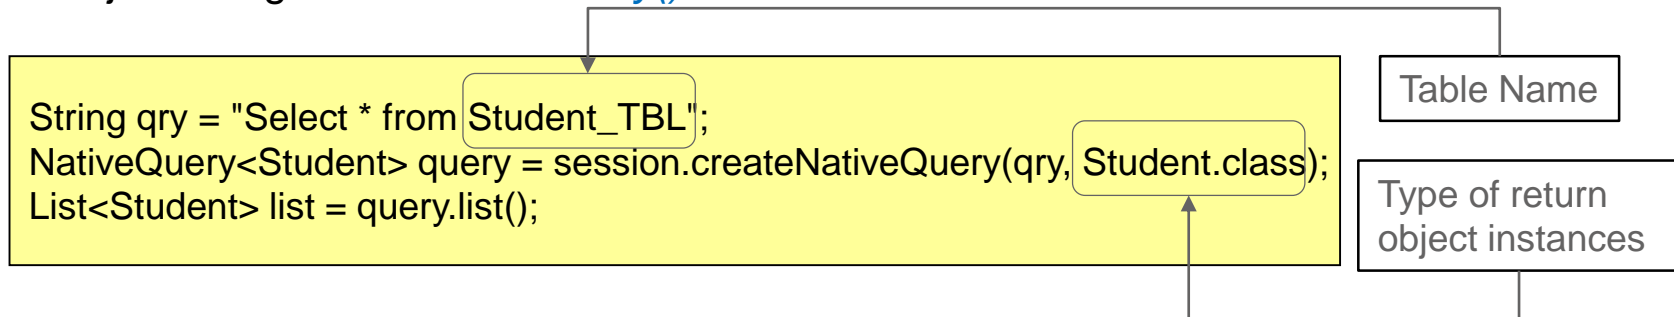 String qry = "Select * from Student_TBL";
NativeQuery<Student> query = session.createNativeQuery(qry, Student.class);
List<Student> list = query.list();
Table Name
Type of return
object instances